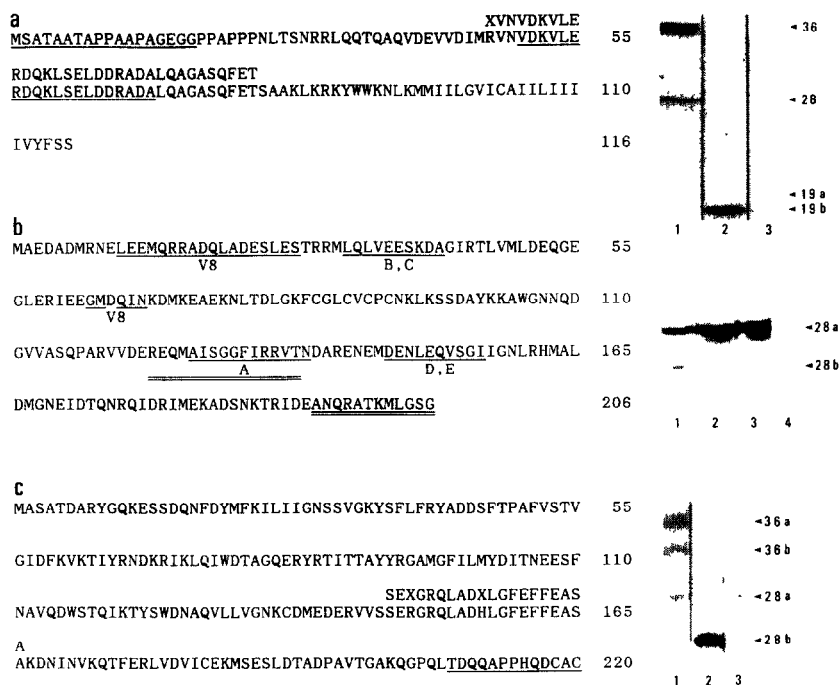 a
XVNVDKVLE
MSATAATAPPAAPAGEGGPPAPPPNLTSNRRLQQTQAQVDEVVDIMRVNVDKVLE 55
RDQKLSELDDRADALQAGASQFET
RDQKLSELDDRADALQAGASQFETSAAKLKRKYWWKNLKMMIILGVICAIILIII 110
IVYFSS 116
◄36
◄28
◄19a
◄19b
1 2 3
b
MAEDADMRNELEEMQRRADQLADESLESTRRMLQLVEESKDAGIRTLVMLDEQGE 55
V8 B,C
GLERIEEGMDQINKDMKEAEKNLTDLGKFCGLCVCPCNKLKSSDAYKKAWGNNQD 110
V8
GVVASQPARVVDEREQMAISGGFIRRVTNDARENEMDENLEQVSGIIGNLRHMAL 165
A D,E
DMGNEIDTQNRQIDRIMEKADSNKTRIDEANQRATKMLGSG 206
◄28a
◄28b
1 2 3 4
c
MASATDARYGQKESSDQNFDYMFKILIIGNSSVGKYSFLFRYADDSFTPAFVSTV 55
GIDFKVKTIYRNDKRIKLQIWDTAGQERYRTITTAYYRGAMGFILMYDITNEESF 110
SEXGRQLADXLGFEFFEAS
NAVQDWSTQIKTYSWDNAQVLLVGNKCDMEDERVVSSERGRQLADHLGFEFFEAS 165
A
AKDNINVKQTFERLVDVICEKMSESLDTADPAVTGAKQGPQLTDQQAPPHQDCAC 220
◄36a
◄36b
◄28a
◄28b
1 2 3